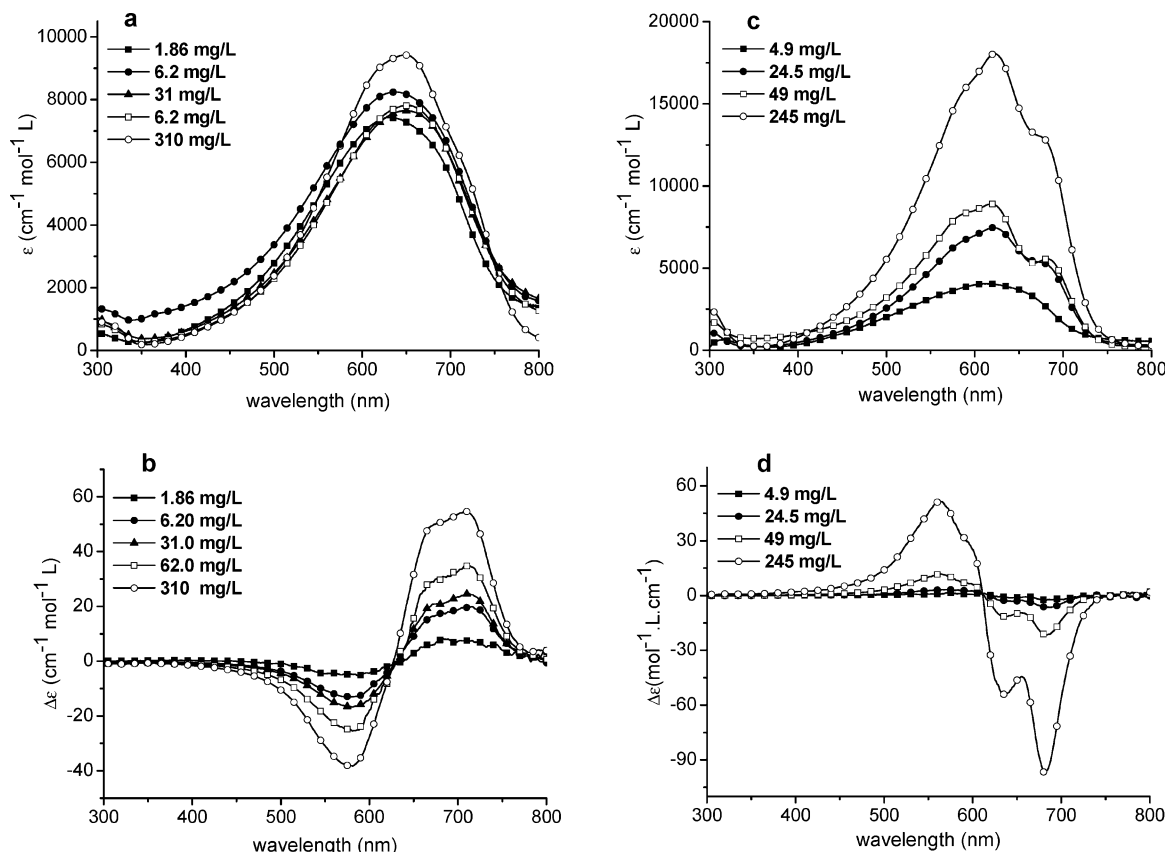 a
10000
8000
6000
4000
2000
0
ε (cm⁻¹ mol⁻¹ L)
1.86 mg/L
6.2 mg/L
31 mg/L
6.2 mg/L
310 mg/L
300 400 500 600 700 800
wavelength (nm)
c
20000
15000
10000
5000
0
ε (cm⁻¹ mol⁻¹ L)
4.9 mg/L
24.5 mg/L
49 mg/L
245 mg/L
300 400 500 600 700 800
wavelength (nm)
b
60
40
20
0
-20
-40
Δε (cm⁻¹ mol⁻¹ L)
1.86 mg/L
6.20 mg/L
31.0 mg/L
62.0 mg/L
310 mg/L
300 400 500 600 700 800
wavelength (nm)
d
60
30
0
-30
-60
-90
Δε(mol⁻¹.L.cm⁻¹)
4.9 mg/L
24.5 mg/L
49 mg/L
245 mg/L
300 400 500 600 700 800
wavelength (nm)